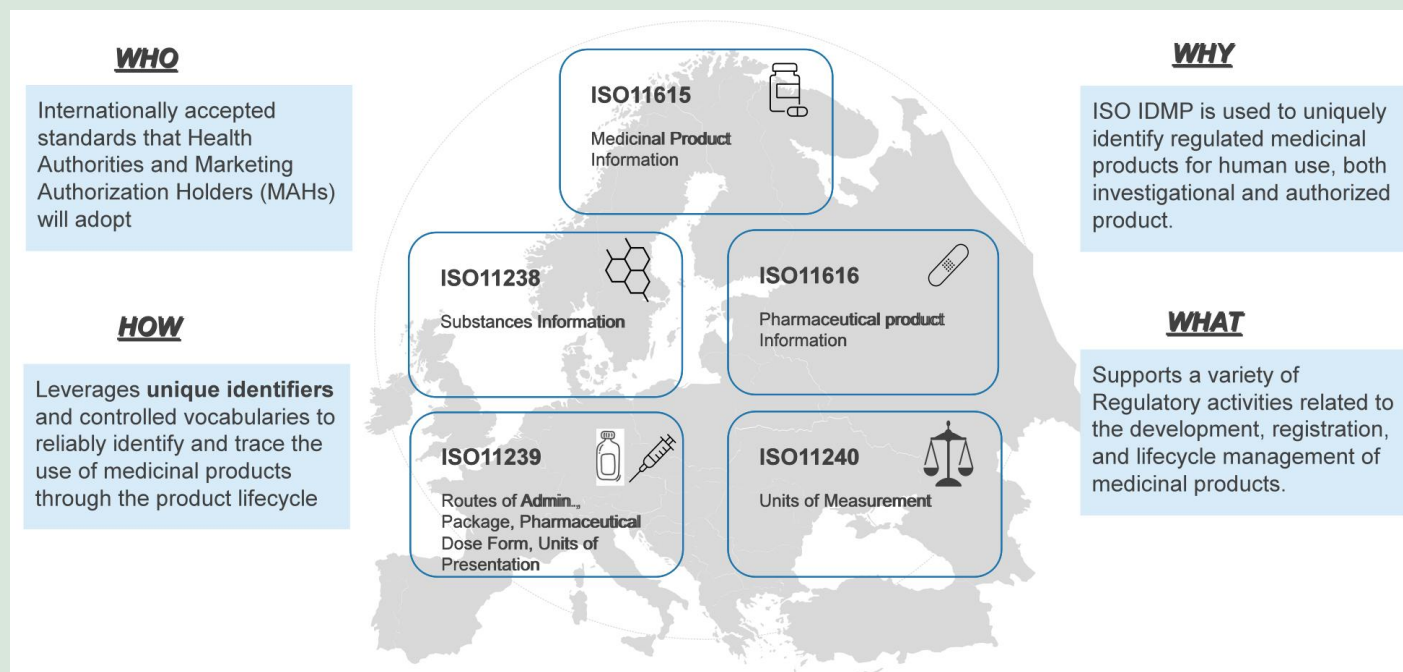 WHO
Internationally accepted
standards that Health
Authorities and Marketing
Authorization Holders (MAHs)
will adopt
HOW
Leverages unique identifiers
and controlled vocabularies to
reliably identify and trace the
use of medicinal products
through the product lifecycle
ISO11615
Medicinal Product
Information
ISO11238
Substances Information
ISO11616
Pharmaceutical product
Information
ISO11239
Routes of Admin..,
Package, Pharmaceutical
Dose Form, Units of
Presentation
ISO11240
Units of Measurement
WHY
ISO IDMP is used to uniquely
identify regulated medicinal
products for human use, both
investigational and authorized
product.
WHAT
Supports a variety of
Regulatory activities related to
the development, registration,
and lifecycle management of
medicinal products.